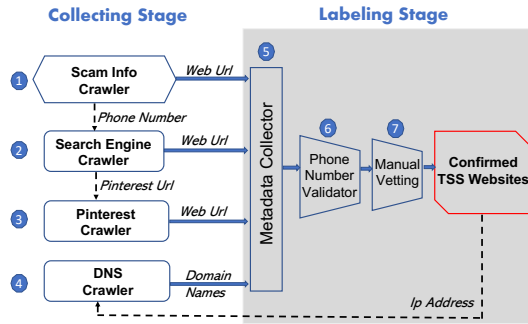 Collecting Stage
Labeling Stage
1
Scam Info
Crawler
Web Url
5
Phone Number
2
Search Engine
Crawler
Web Url
Pinterest Url
3
Pinterest
Crawler
Web Url
4
DNS
Crawler
Domain
Names
Metadata Collector
6
Phone
Number
Validator
7
Manual
Vetting
Confirmed
TSS Websites
Ip Address